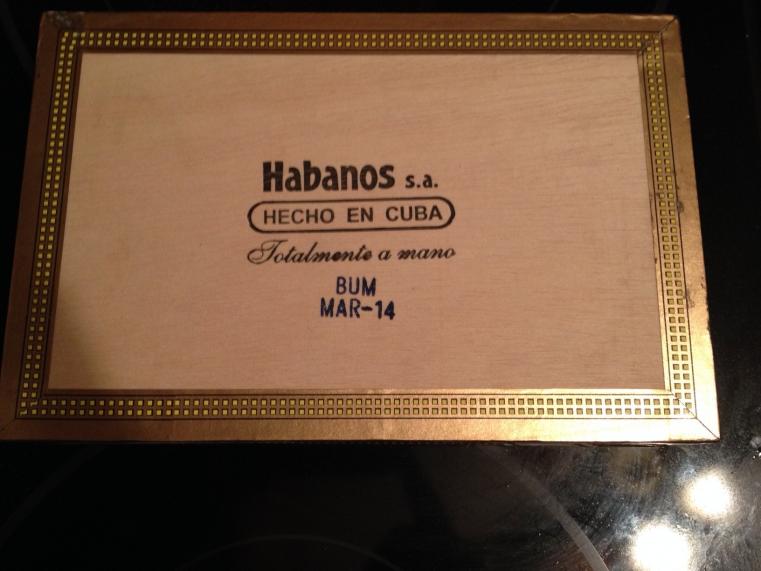 Habanos s.a.
HECHO EN CUBA
Totalmente a mano
BUM
MAR-14